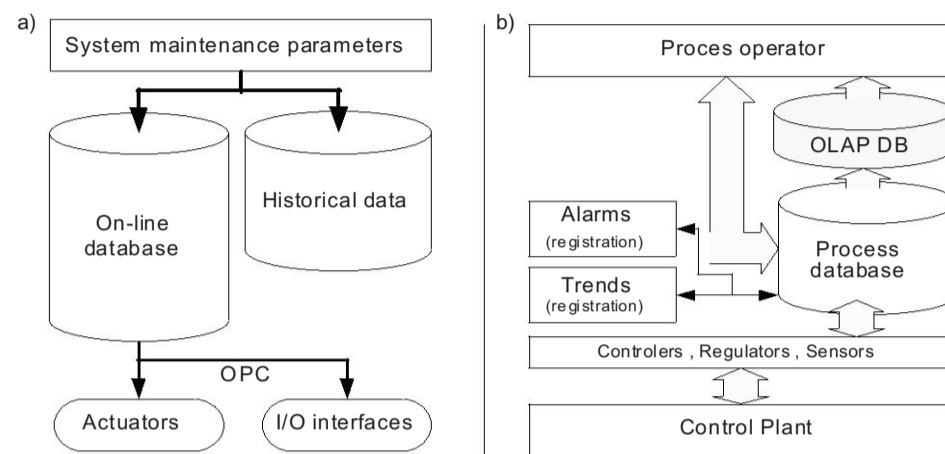 a)
System maintenance parameters
On-line
database
Historical data
OPC
Actuators
I/O interfaces
b)
Proces operator
OLAP DB
Alarms
(registration)
Process
database
Trends
(registration)
Controlers , Regulators , Sensors
Control Plant